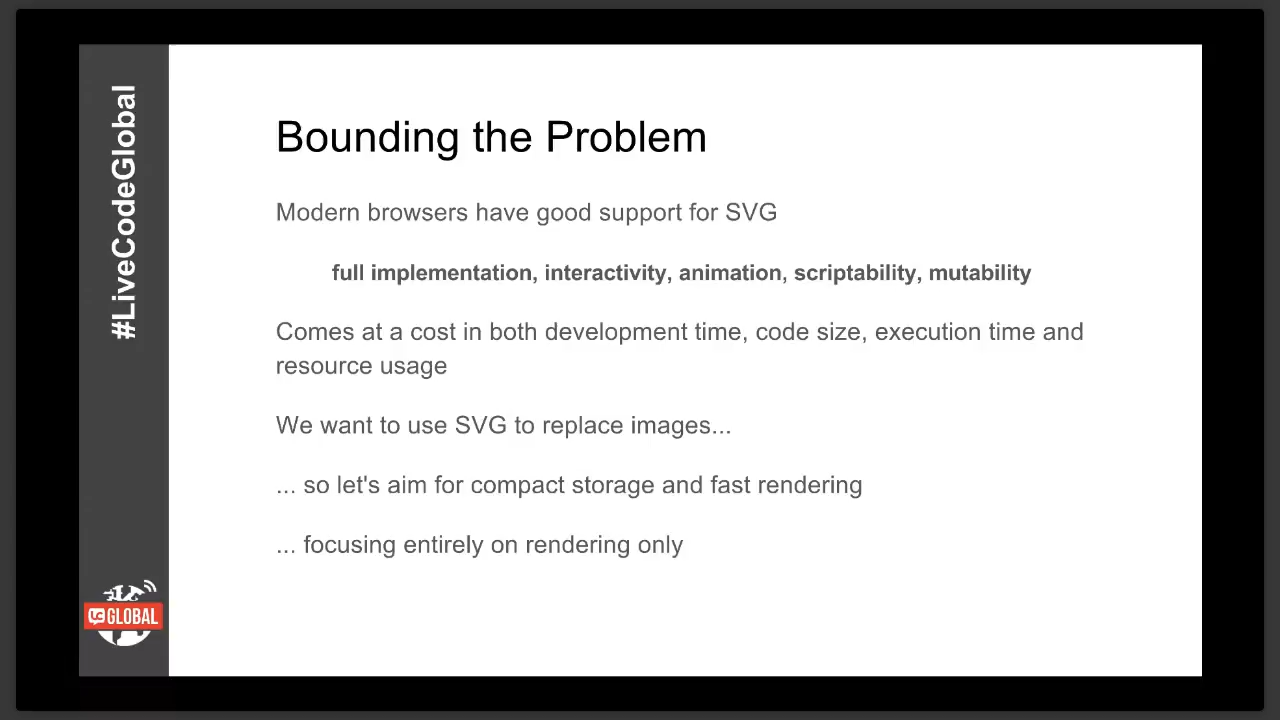 #LiveCodeGlobal
Bounding the Problem
Modern browsers have good support for SVG
full implementation, interactivity, animation, scriptability, mutability
Comes at a cost in both development time, code size, execution time and
resource usage
We want to use SVG to replace images...
... so let's aim for compact storage and fast rendering
... focusing entirely on rendering only
LC GLOBAL